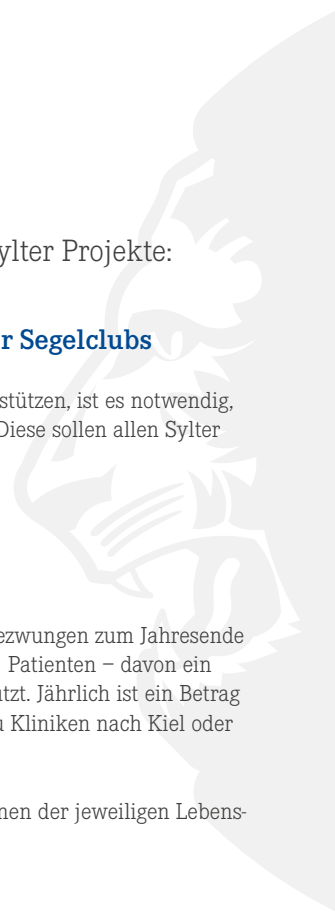 ylter Projekte:
r Segelclubs
stützen, ist es notwendig,
Diese sollen allen Sylter
ezwungen zum Jahresende
Patienten – davon ein
tzt. Jährlich ist ein Betrag
u Kliniken nach Kiel oder
nen der jeweiligen Lebens-